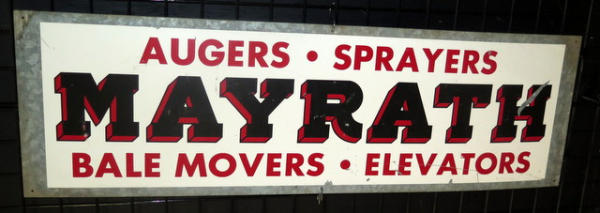 AUGERS • SPRAYERS
MAYRATH
BALE MOVERS • ELEVATORS